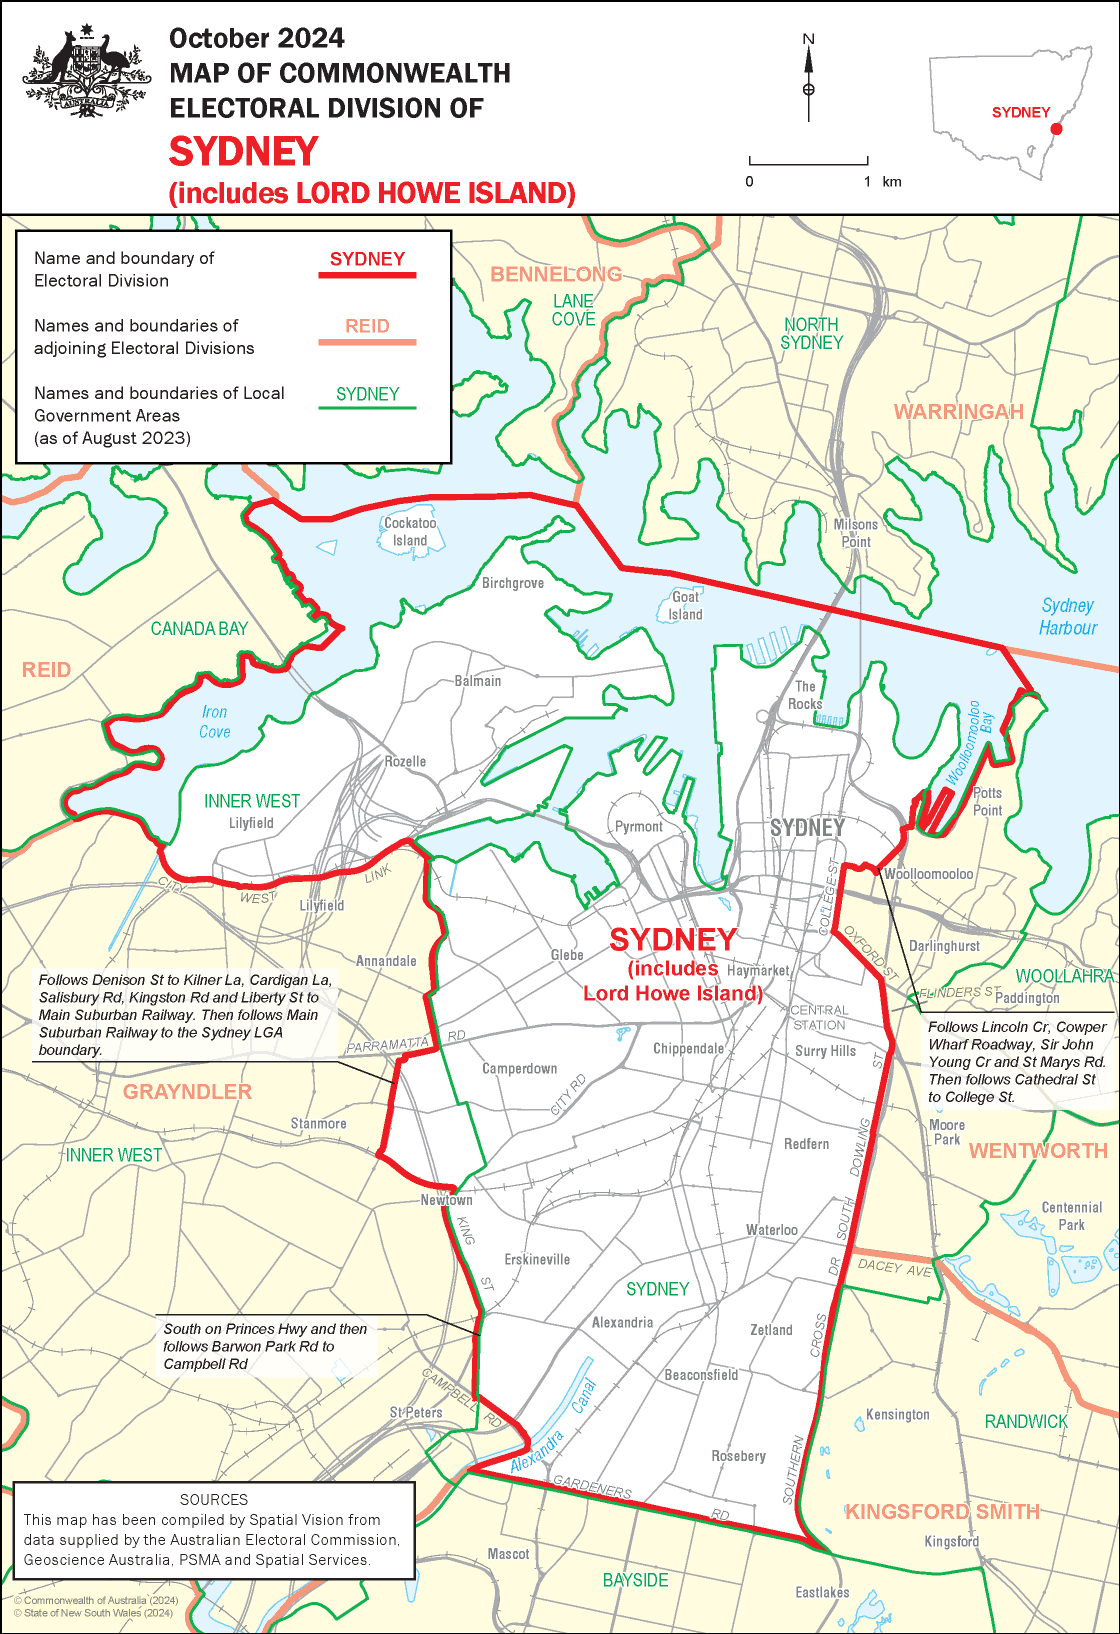 October 2024
MAP OF COMMONWEALTH
ELECTORAL DIVISION OF
SYDNEY
(includes LORD HOWE ISLAND)
AUSTRALIA
N
0 1 km
SYDNEY
Name and boundary of
Electoral Division
SYDNEY
Names and boundaries of
adjoining Electoral Divisions
REID
Names and boundaries of Local
Government Areas
(as of August 2023)
SYDNEY
BENNELONG
LANE
COVE
NORTH
SYDNEY
WARRINGAH
Cockatoo
Island
Milsons
Point
Birchgrove
Goat
Island
Sydney
Harbour
CANADA BAY
REID
Balmain
The
Rocks
Iron
Cove
Woolloomooloo
Bay
Rozelle
Potts
Point
INNER WEST
Lilyfield
Pyrmont
SYDNEY
CITY
WEST
LINK
Lilyfield
COLLEGE ST
Woolloomooloo
Annandale
Glebe
SYDNEY
(includes
Lord Howe Island)
Haymarket
OXFORD ST
Darlinghurst
WOOLLAHRA
FLINDERS ST
Paddington
Follows Denison St to Kilner La, Cardigan La,
Salisbury Rd, Kingston Rd and Liberty St to
Main Suburban Railway. Then follows Main
Suburban Railway to the Sydney LGA
boundary.
CENTRAL
STATION
Follows Lincoln Cr, Cowper
Wharf Roadway, Sir John
Young Cr and St Marys Rd.
Then follows Cathedral St
to College St.
PARRAMATTA
RD
Chippendale
Surry Hills
ST
Camperdown
CITY RD
GRAYNDLER
Stanmore
Redfern
DOWLING
Moore
Park
INNER WEST
WENTWORTH
Newtown
KING
ST
Waterloo
SOUTH
Centennial
Park
Erskineville
DR
DACEY AVE
SYDNEY
South on Princes Hwy and then
follows Barwon Park Rd to
Campbell Rd
Alexandria
Zetland
CROSS
Beaconsfield
CAMPBELL RD
St Peters
Alexandra
Canal
Kensington
RANDWICK
Rosebery
SOUTHERN
GARDENERS
RD
KINGSFORD SMITH
Kingsford
SOURCES
This map has been compiled by Spatial Vision from
data supplied by the Australian Electoral Commission,
Geoscience Australia, PSMA and Spatial Services.
Mascot
BAYSIDE
Eastlakes
© Commonwealth of Australia (2024)
© State of New South Wales (2024)